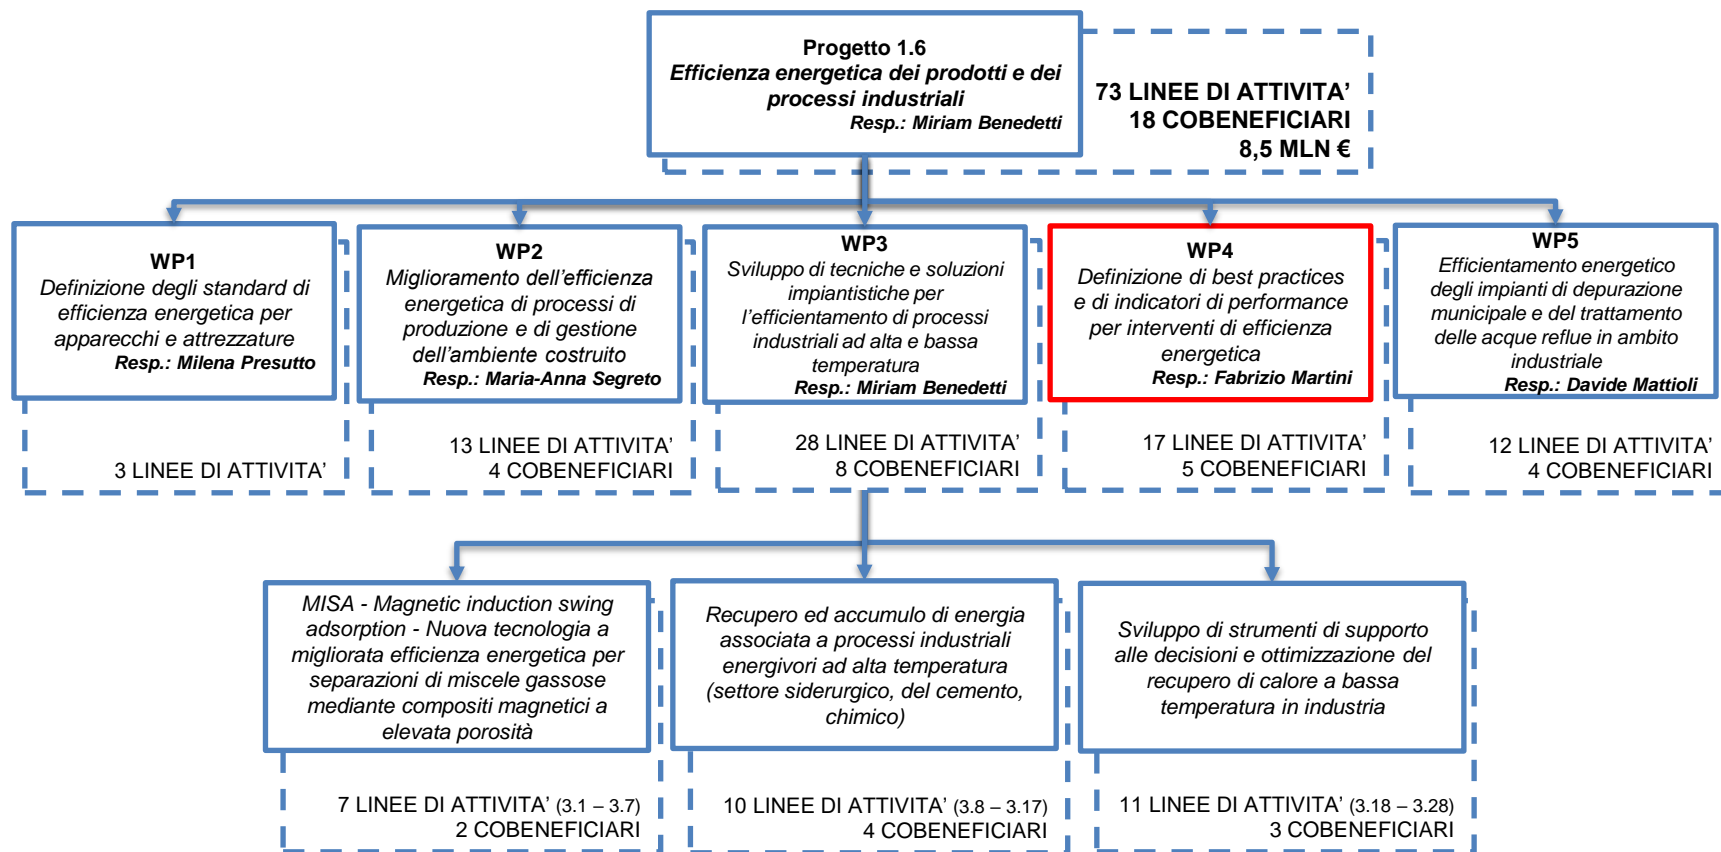 Progetto 1.6
Efficienza energetica dei prodotti e dei
processi industriali
Resp.: Miriam Benedetti
73 LINEE DI ATTIVITA’
18 COBENEFICIARI
8,5 MLN €
WP1
Definizione degli standard di
efficienza energetica per
apparecchi e attrezzature
Resp.: Milena Presutto
3 LINEE DI ATTIVITA’
WP2
Miglioramento dell’efficienza
energetica di processi di
produzione e di gestione
dell’ambiente costruito
Resp.: Maria-Anna Segreto
13 LINEE DI ATTIVITA’
4 COBENEFICIARI
WP3
Sviluppo di tecniche e soluzioni
impiantistiche per
l’efficientamento di processi
industriali ad alta e bassa
temperatura
Resp.: Miriam Benedetti
28 LINEE DI ATTIVITA’
8 COBENEFICIARI
WP4
Definizione di best practices
e di indicatori di performance
per interventi di efficienza
energetica
Resp.: Fabrizio Martini
17 LINEE DI ATTIVITA’
5 COBENEFICIARI
WP5
Efficientamento energetico
degli impianti di depurazione
municipale e del trattamento
delle acque reflue in ambito
industriale
Resp.: Davide Mattioli
12 LINEE DI ATTIVITA’
4 COBENEFICIARI
MISA - Magnetic induction swing
adsorption - Nuova tecnologia a
migliorata efficienza energetica per
separazioni di miscele gassose
mediante compositi magnetici a
elevata porosità
7 LINEE DI ATTIVITA’ (3.1 – 3.7)
2 COBENEFICIARI
Recupero ed accumulo di energia
associata a processi industriali
energivori ad alta temperatura
(settore siderurgico, del cemento,
chimico)
10 LINEE DI ATTIVITA’ (3.8 – 3.17)
4 COBENEFICIARI
Sviluppo di strumenti di supporto
alle decisioni e ottimizzazione del
recupero di calore a bassa
temperatura in industria
11 LINEE DI ATTIVITA’ (3.18 – 3.28)
3 COBENEFICIARI